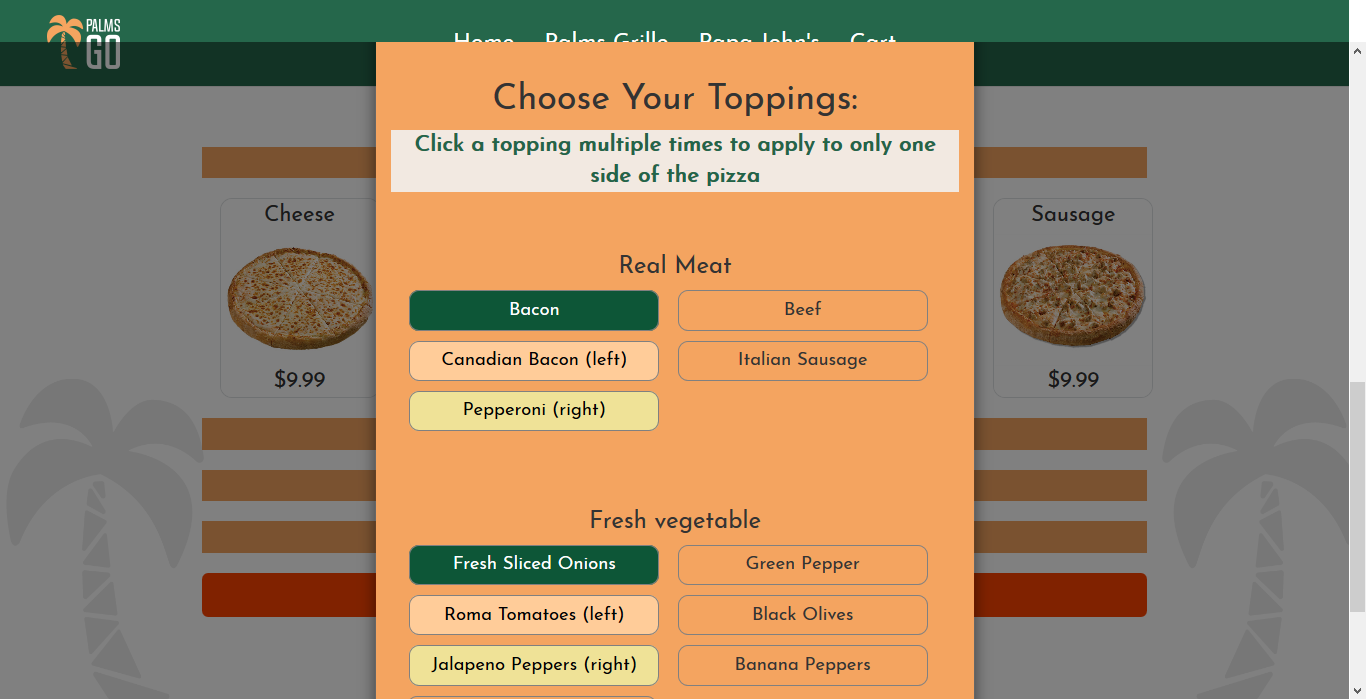 PALMS
GO
Home Palms Grille Papa John's Cart
Choose Your Toppings:
Click a topping multiple times to apply to only one
side of the pizza
Cheese
$9.99
Sausage
$9.99
Real Meat
Bacon
Beef
Canadian Bacon (left)
Italian Sausage
Pepperoni (right)
Fresh vegetable
Fresh Sliced Onions
Green Pepper
Roma Tomatoes (left)
Black Olives
Jalapeno Peppers (right)
Banana Peppers